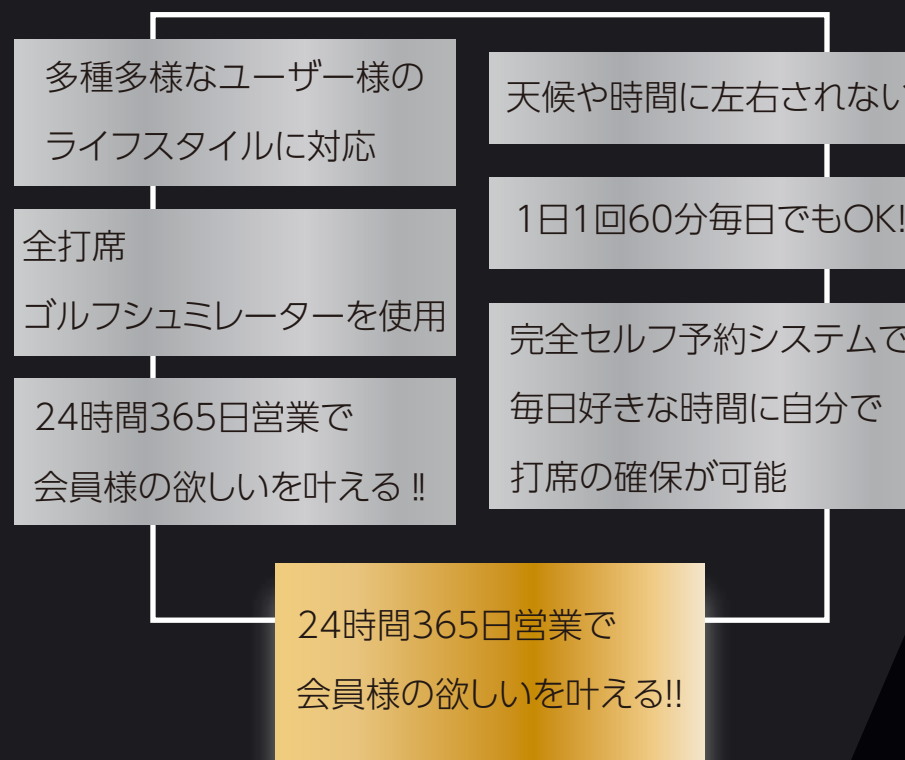 多種多様なユーザー様の
ライフスタイルに対応
全打席
ゴルフシュミレーターを使用
24時間365日営業で
会員様の欲しいを叶える!!
天候や時間に左右されない
1日1回60分毎日でもOK!
完全セルフ予約システムで
毎日好きな時間に自分で
打席の確保が可能
24時間365日営業で
会員様の欲しいを叶える!!